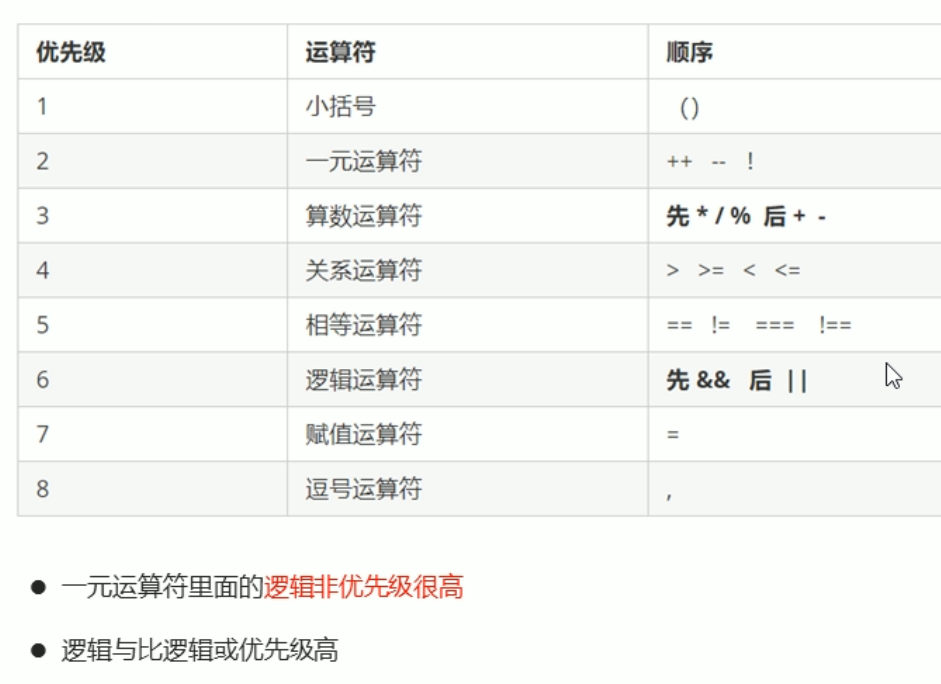 优先级 运算符 顺序
1 小括号 ()
2 一元运算符 ++ -- !
3 算数运算符 先 * / % 后 + -
4 关系运算符 > >= < <=
5 相等运算符 == != === !==
6 逻辑运算符 先 && 后 ||
7 赋值运算符 =
8 逗号运算符 ,
● 一元运算符里面的逻辑非优先级很高
● 逻辑与比逻辑或优先级高